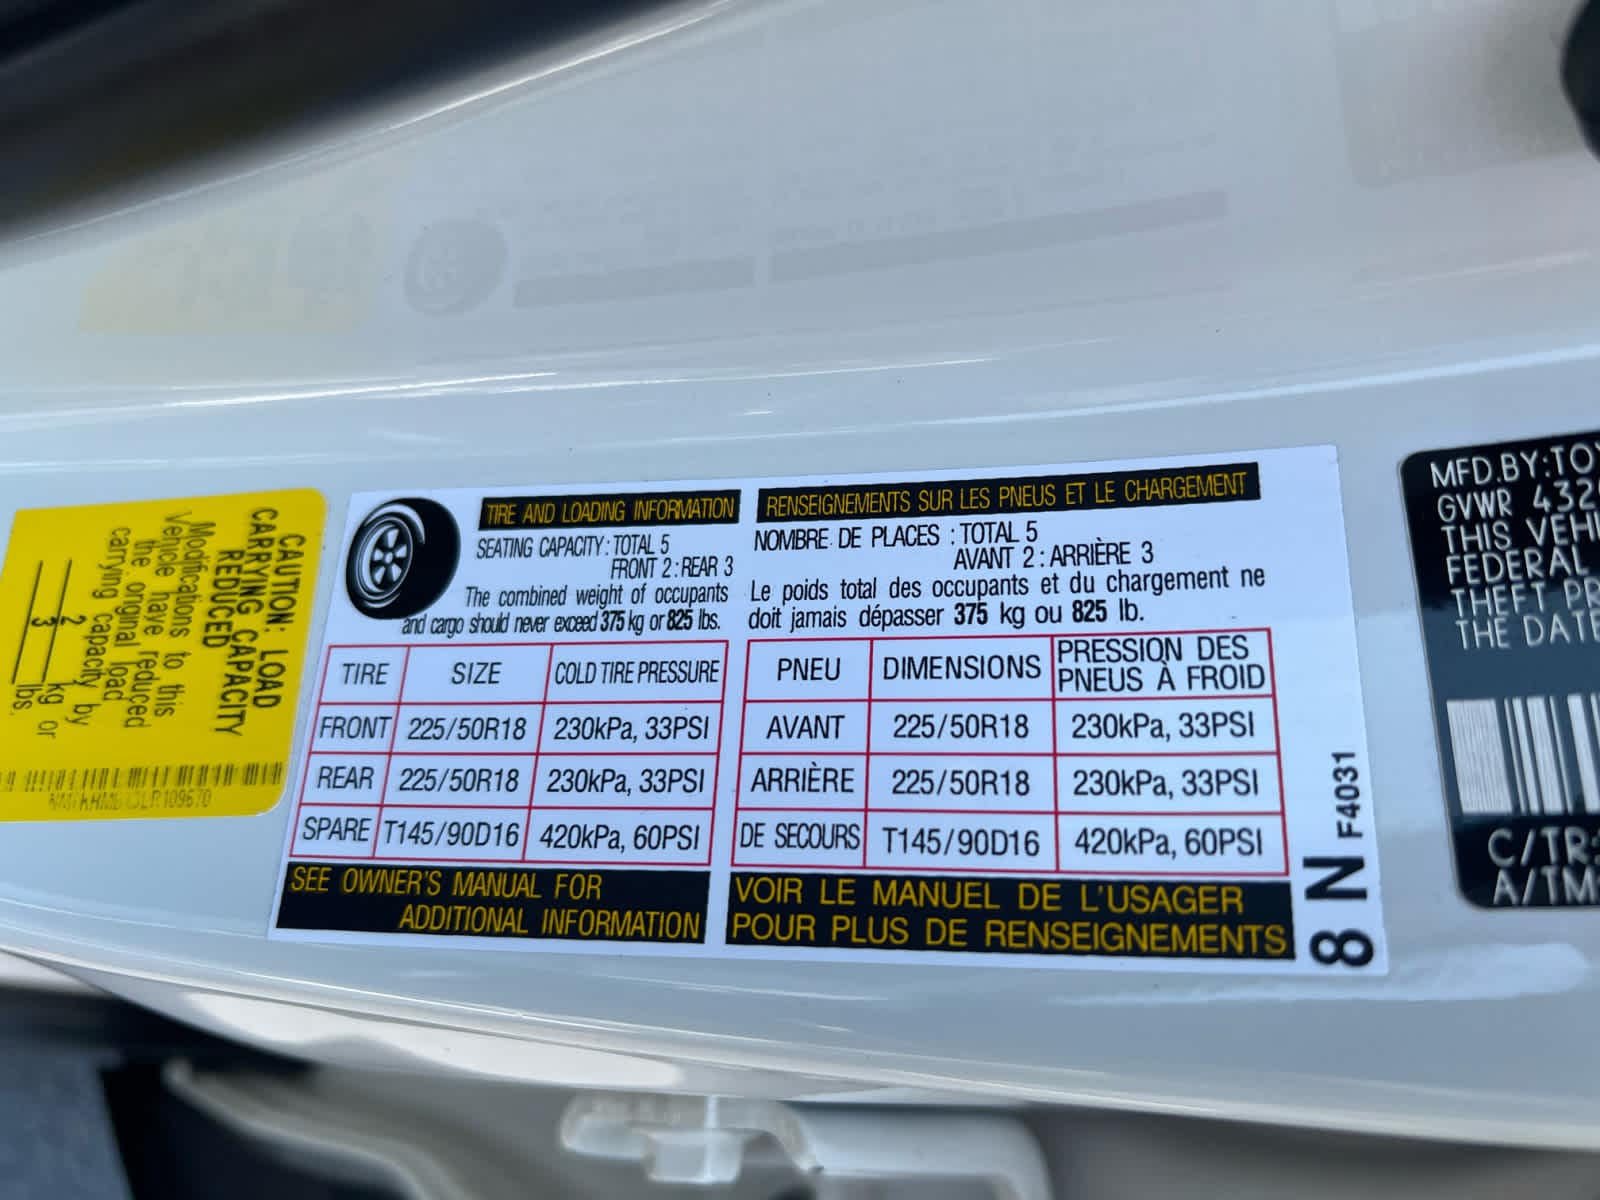 CAUTION: LOAD
CARRYING CAPACITY
REDUCED
Modifications to this
Vehicle have reduced
the original load
carrying capacity by
2 kg or
3 lbs.
TIRE AND LOADING INFORMATION
SEATING CAPACITY : TOTAL 5
FRONT 2 : REAR 3
The combined weight of occupants
and cargo should never exceed 375 kg or 825 lbs.
TIRE SIZE COLD TIRE PRESSURE
FRONT 225/50R18 230kPa, 33PSI
REAR 225/50R18 230kPa, 33PSI
SPARE T145/90D16 420kPa, 60PSI
SEE OWNER'S MANUAL FOR
ADDITIONAL INFORMATION
RENSEIGNEMENTS SUR LES PNEUS ET LE CHARGEMENT
NOMBRE DE PLACES : TOTAL 5
AVANT 2 : ARRIÈRE 3
Le poids total des occupants et du chargement ne
doit jamais dépasser 375 kg ou 825 lb.
PNEU DIMENSIONS PRESSION DES
PNEUS À FROID
AVANT 225/50R18 230kPa, 33PSI
ARRIÈRE 225/50R18 230kPa, 33PSI
DE SECOURS T145/90D16 420kPa, 60PSI
VOIR LE MANUEL DE L'USAGER
POUR PLUS DE RENSEIGNEMENTS
8 N F4031
MFD.BY:TOY
GVWR 432
THIS VEHI
FEDERAL
THEFT PR
THE DATE
C/TR:
A/TM: